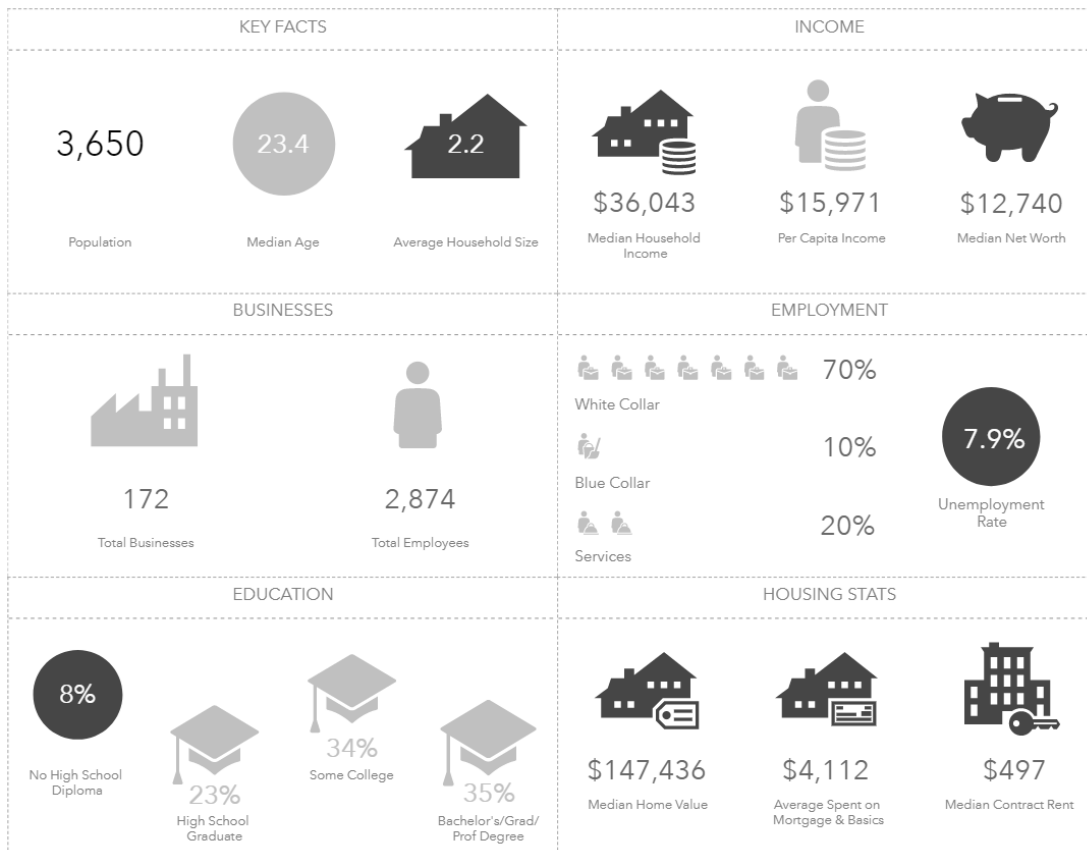 KEY FACTS
3,650
Population
23.4
Median Age
2.2
Average Household Size
INCOME
$36,043
Median Household
Income
$15,971
Per Capita Income
$12,740
Median Net Worth
BUSINESSES
172
Total Businesses
2,874
Total Employees
EMPLOYMENT
70%
White Collar
10%
Blue Collar
20%
Services
7.9%
Unemployment
Rate
EDUCATION
8%
No High School
Diploma
23%
High School
Graduate
34%
Some College
35%
Bachelor's/Grad/
Prof Degree
HOUSING STATS
$147,436
Median Home Value
$4,112
Average Spent on
Mortgage & Basics
$497
Median Contract Rent